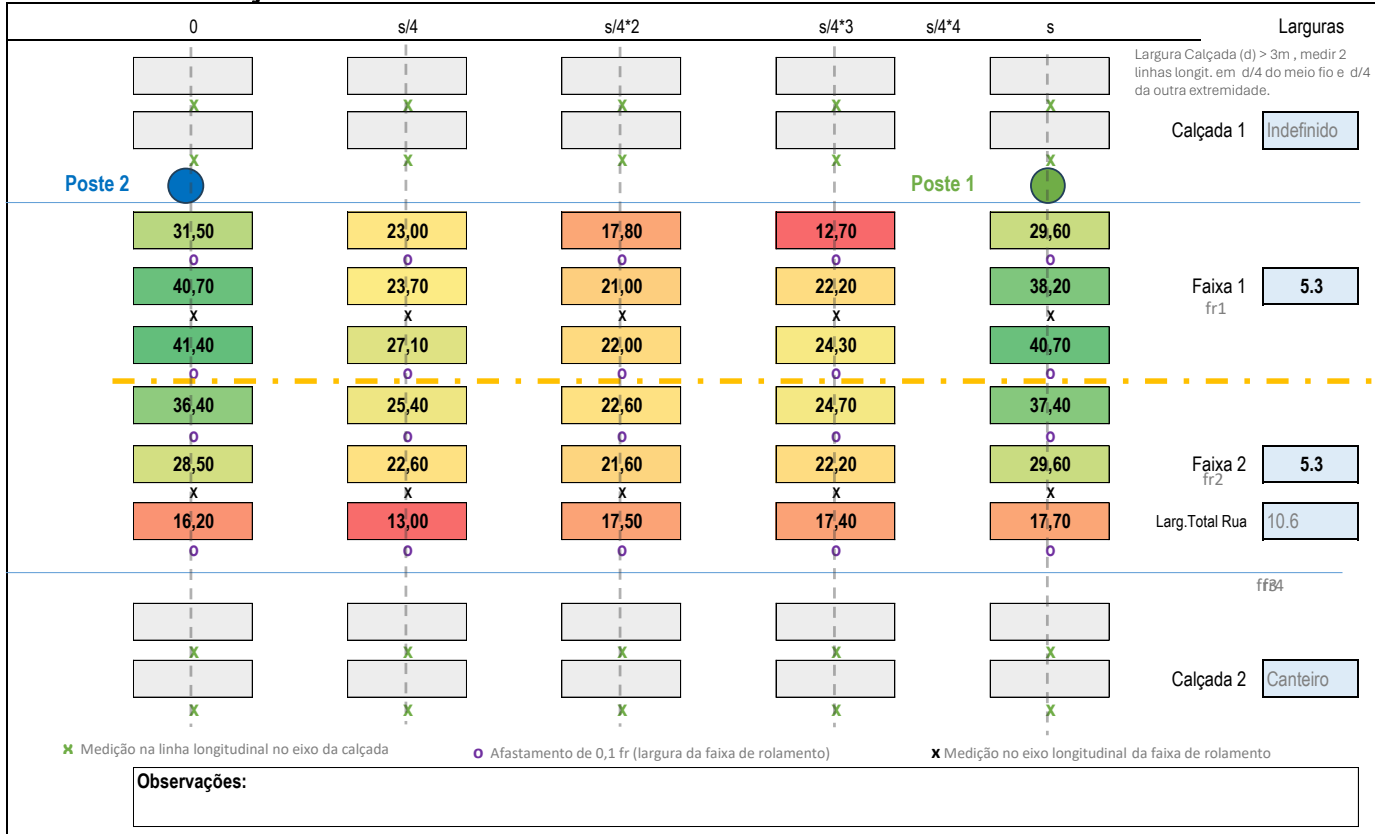 0 s/4 s/4*2 s/4*3 s/4*4 s Larguras
Largura Calçada (d) > 3m , medir 2
linhas longit. em d/4 do meio fio e d/4
da outra extremidade.
x x x x x
Calçada 1 Indefinido
x x x x x
Poste 2 Poste 1
31,50 23,00 17,80 12,70 29,60
o o o o o
40,70 23,70 21,00 22,20 38,20 Faixa 1 5.3
fr1
x x x x x
41,40 27,10 22,00 24,30 40,70
o o o o o
36,40 25,40 22,60 24,70 37,40
o o o o o
28,50 22,60 21,60 22,20 29,60 Faixa 2 5.3
fr2
x x x x x
16,20 13,00 17,50 17,40 17,70 Larg.Total Rua 10.6
o o o o o
x x x x x
Calçada 2 Canteiro
x x x x x
x Medição na linha longitudinal no eixo da calçada o Afastamento de 0,1 fr (largura da faixa de rolamento) x Medição no eixo longitudinal da faixa de rolamento
Observações: